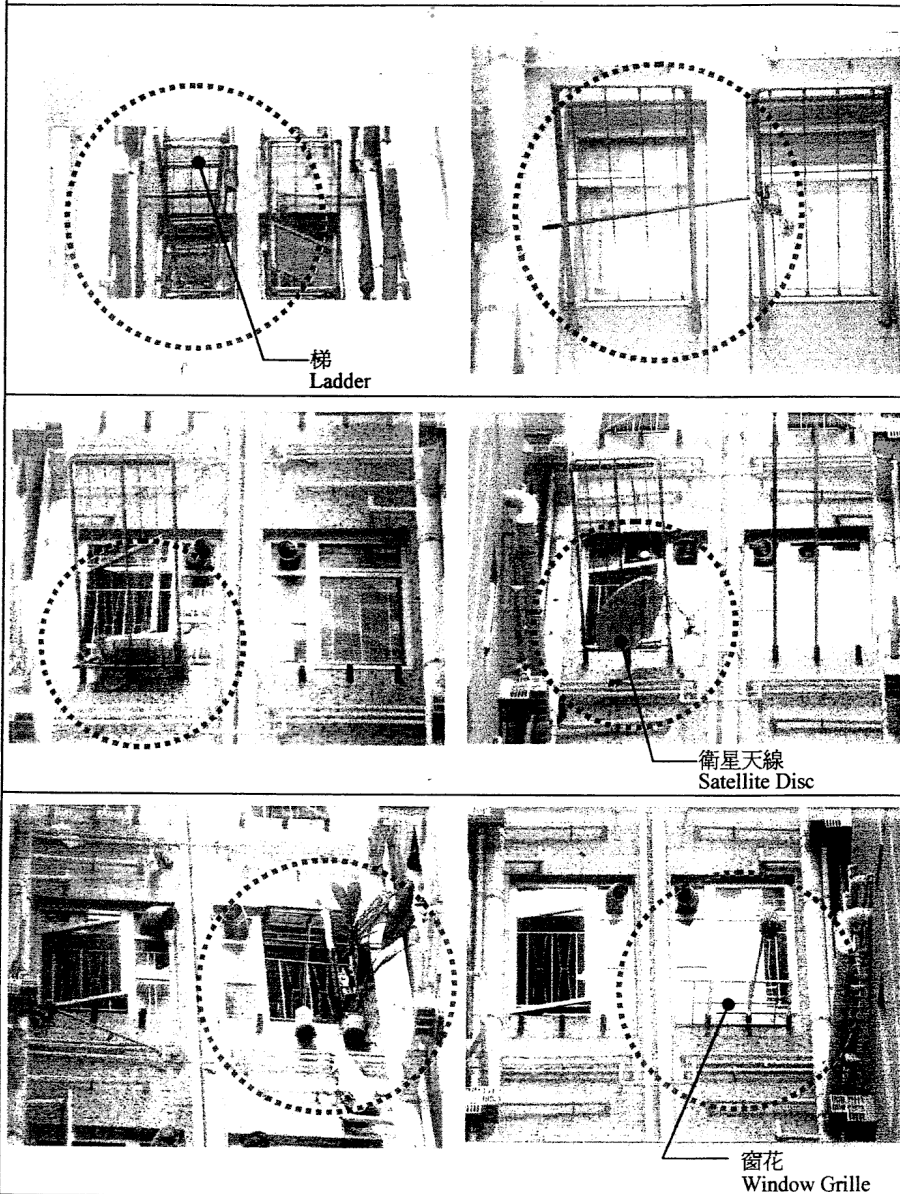 梯
Ladder
衛星天線
Satellite Disc
窗花
Window Grille